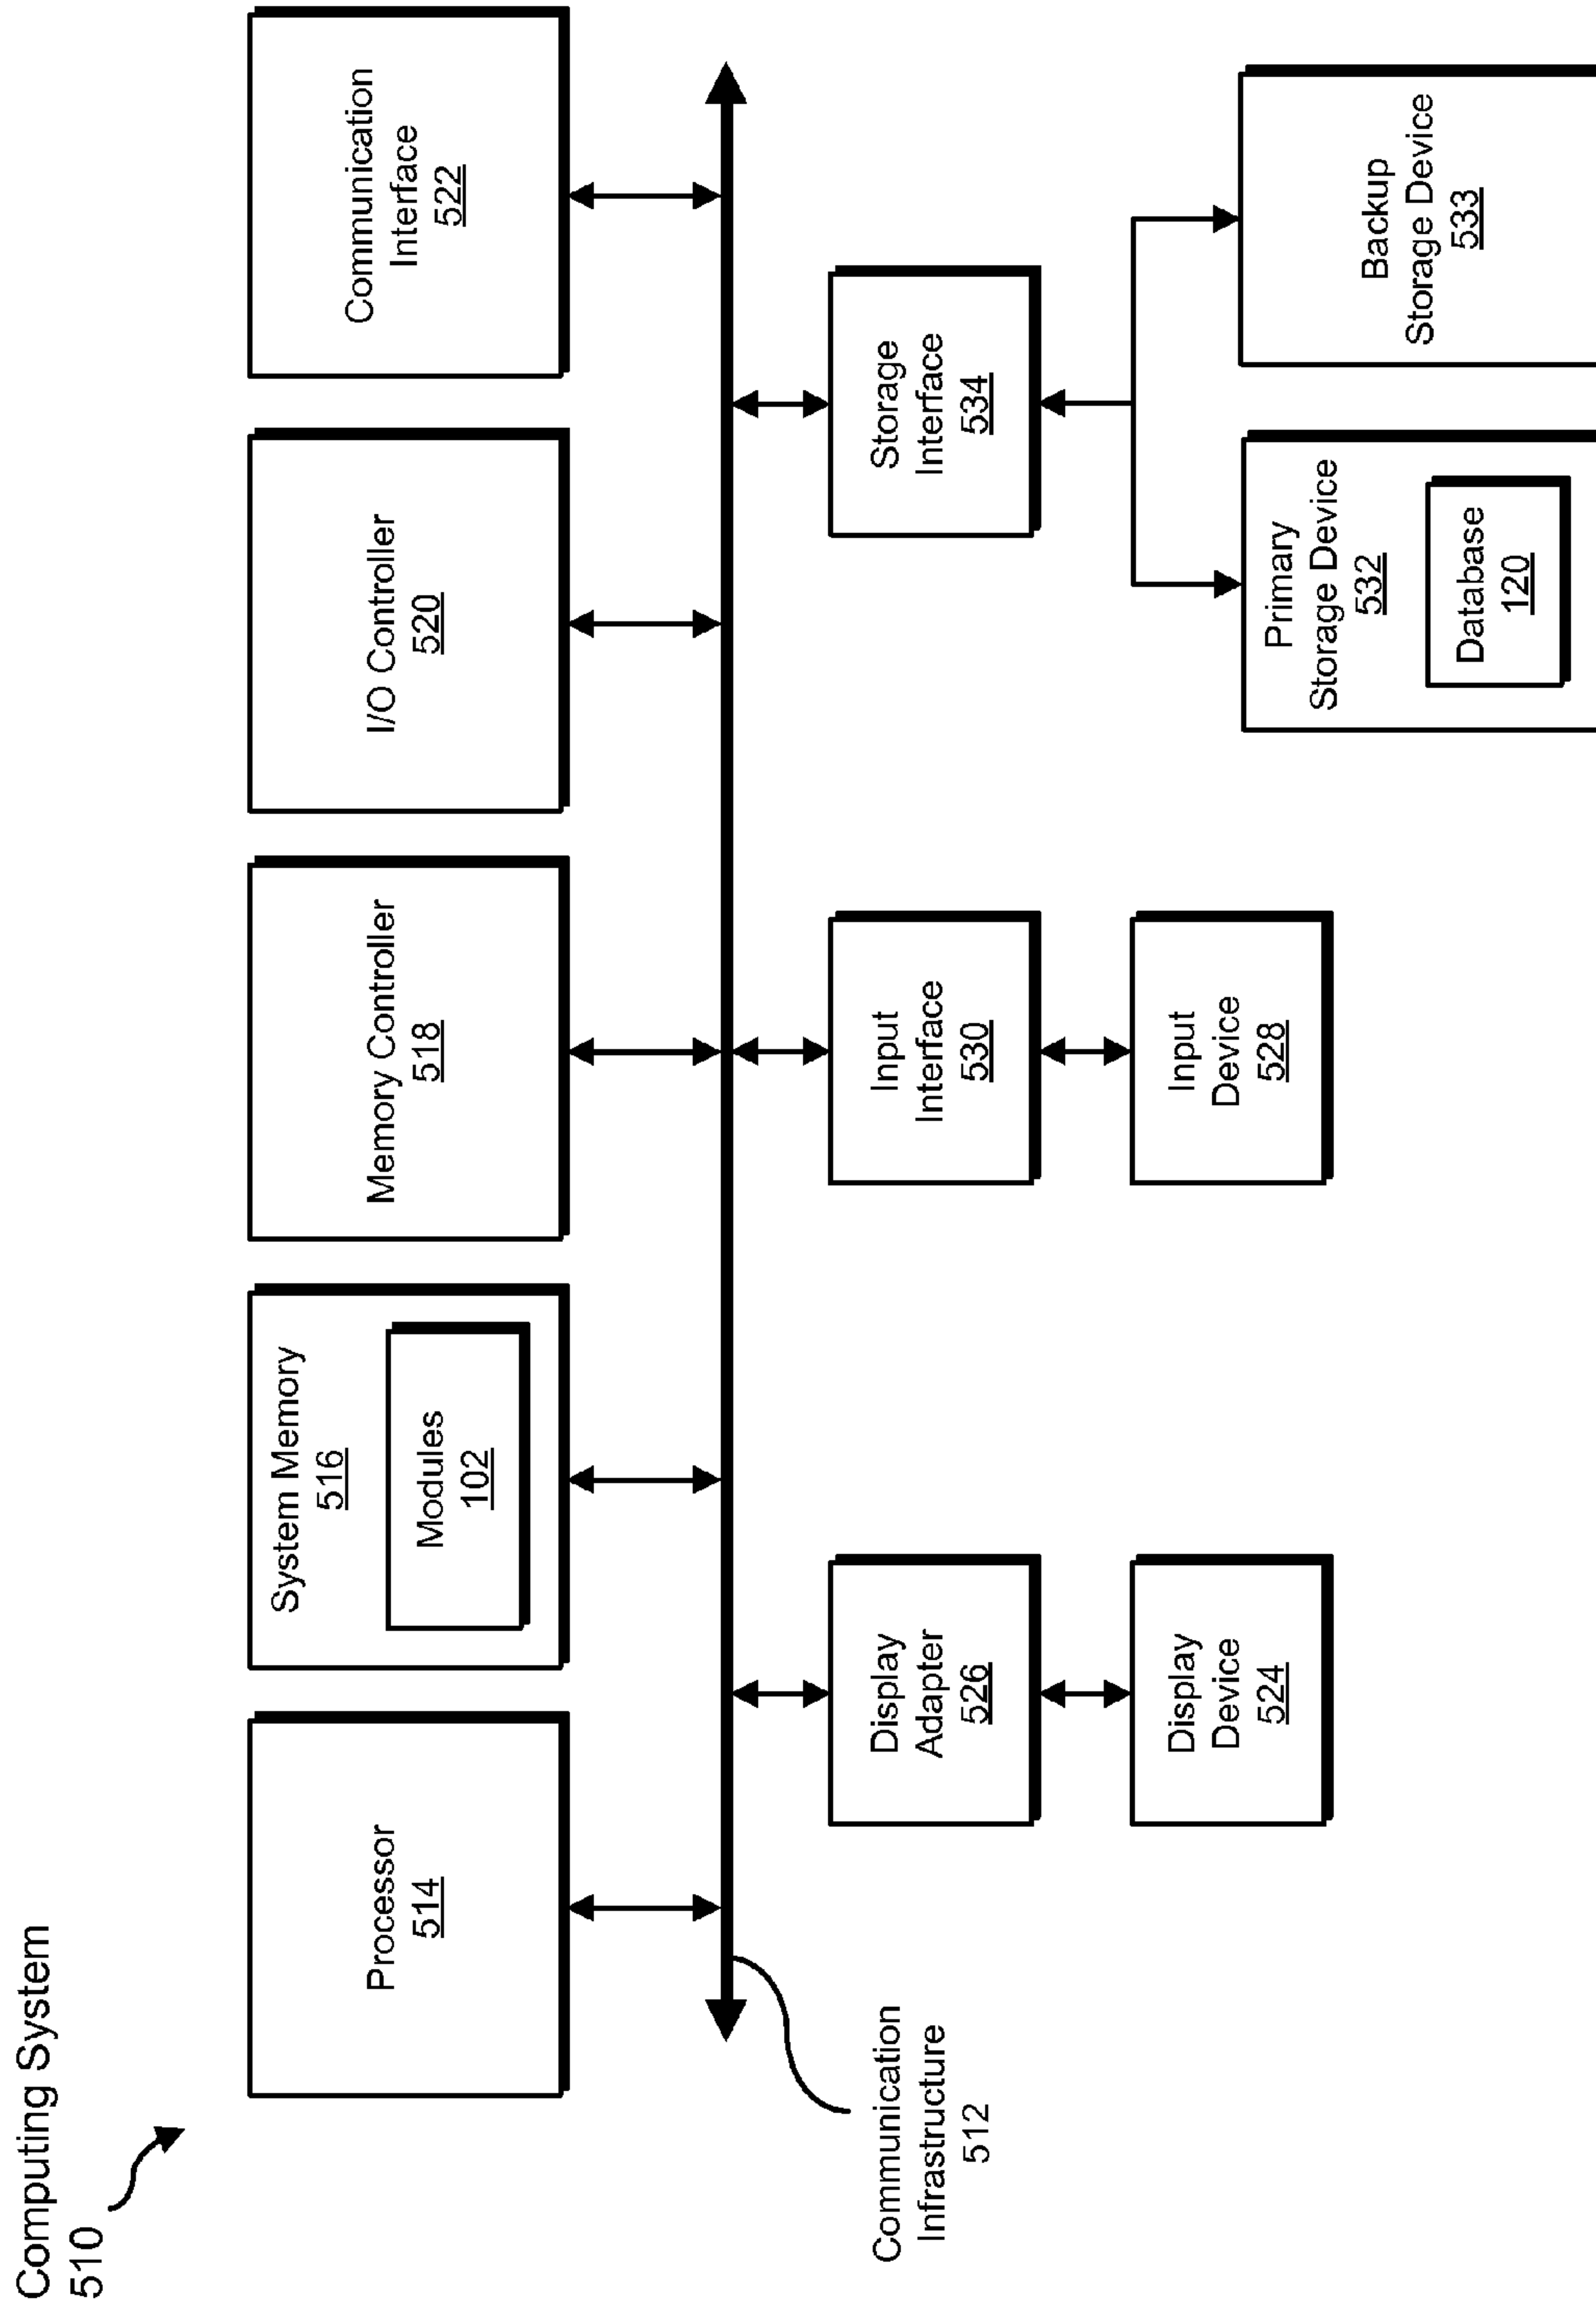 Computing System
510
Processor
514
System Memory
516
Modules
102
Memory Controller
518
I/O Controller
520
Communication
Interface
522
Communication
Infrastructure
512
Display
Adapter
526
Input
Interface
530
Storage
Interface
534
Display
Device
524
Input
Device
528
Primary
Storage Device
532
Database
120
Backup
Storage Device
533